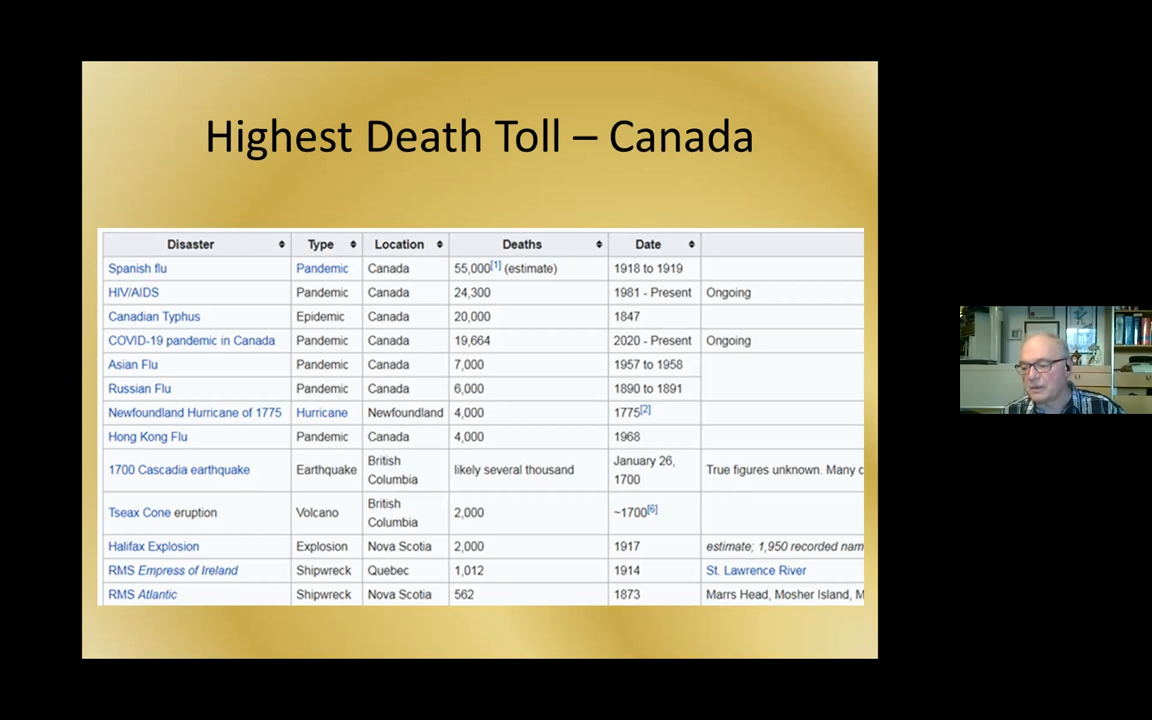 Highest Death Toll – Canada
Disaster Type Location Deaths Date
Spanish flu Pandemic Canada 55,000[1] (estimate) 1918 to 1919
HIV/AIDS Pandemic Canada 24,300 1981 - Present Ongoing
Canadian Typhus Epidemic Canada 20,000 1847
COVID-19 pandemic in Canada Pandemic Canada 19,664 2020 - Present Ongoing
Asian Flu Pandemic Canada 7,000 1957 to 1958
Russian Flu Pandemic Canada 6,000 1890 to 1891
Newfoundland Hurricane of 1775 Hurricane Newfoundland 4,000 1775[2]
Hong Kong Flu Pandemic Canada 4,000 1968
1700 Cascadia earthquake Earthquake British Columbia likely several thousand January 26, 1700 True figures unknown. Many c
Tseax Cone eruption Volcano British Columbia 2,000 ~1700[6]
Halifax Explosion Explosion Nova Scotia 2,000 1917 estimate; 1,950 recorded nam
RMS Empress of Ireland Shipwreck Quebec 1,012 1914 St. Lawrence River
RMS Atlantic Shipwreck Nova Scotia 562 1873 Marrs Head, Mosher Island, M